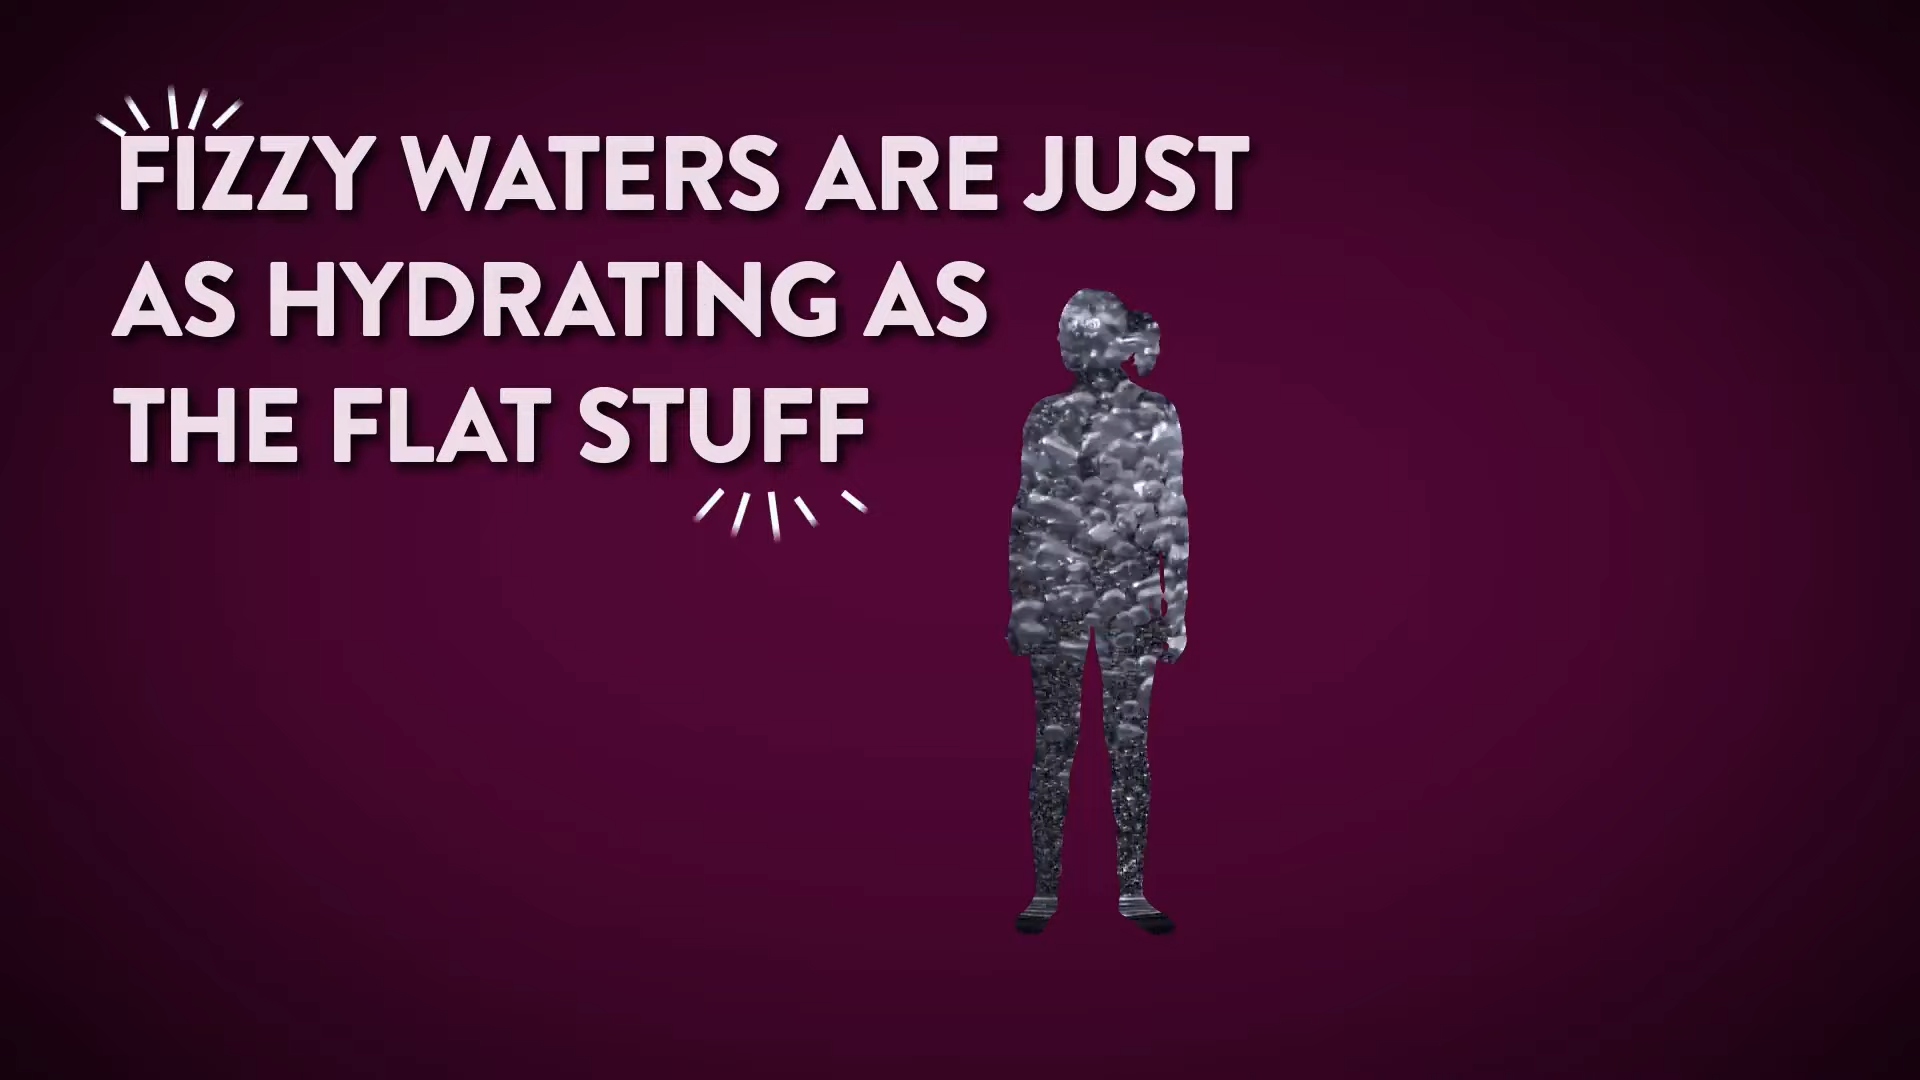 FIZZY WATERS ARE JUST
AS HYDRATING AS
THE FLAT STUFF